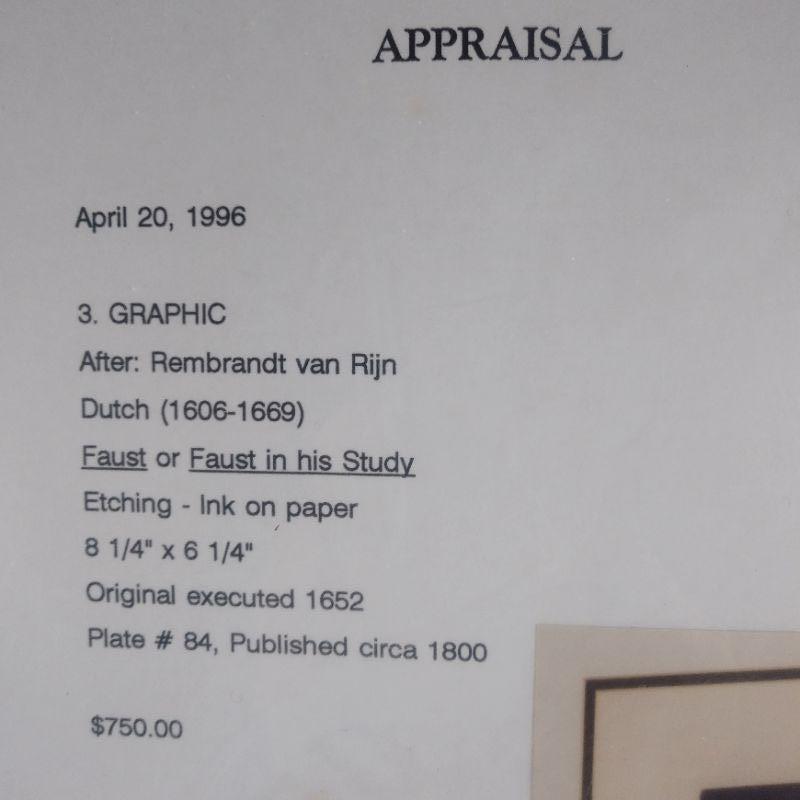 APPRAISAL
April 20, 1996
3. GRAPHIC
After: Rembrandt van Rijn
Dutch (1606-1669)
Faust or Faust in his Study
Etching - Ink on paper
8 1/4" x 6 1/4"
Original executed 1652
Plate # 84, Published circa 1800
$750.00